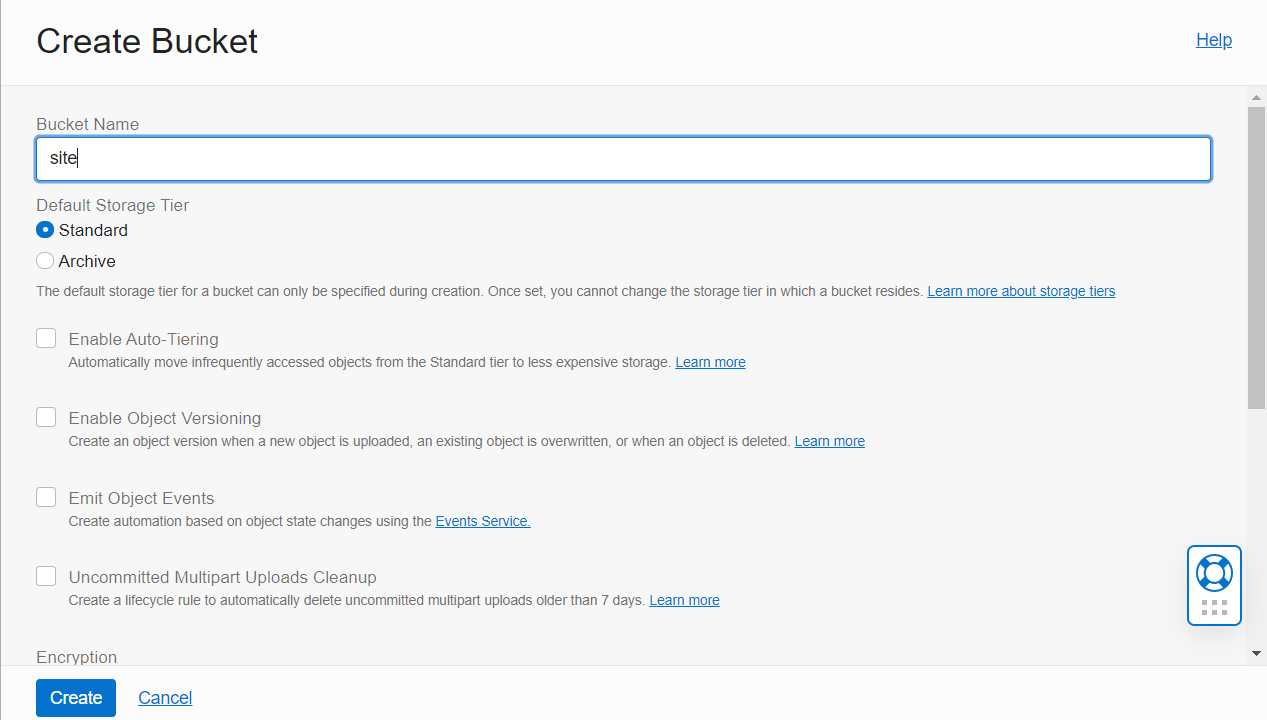 Create Bucket
Help
Bucket Name
site
Default Storage Tier
Standard
Archive
The default storage tier for a bucket can only be specified during creation. Once set, you cannot change the storage tier in which a bucket resides. Learn more about storage tiers
Enable Auto-Tiering
Automatically move infrequently accessed objects from the Standard tier to less expensive storage. Learn more
Enable Object Versioning
Create an object version when a new object is uploaded, an existing object is overwritten, or when an object is deleted. Learn more
Emit Object Events
Create automation based on object state changes using the Events Service.
Uncommitted Multipart Uploads Cleanup
Create a lifecycle rule to automatically delete uncommitted multipart uploads older than 7 days. Learn more
Encryption
Create
Cancel